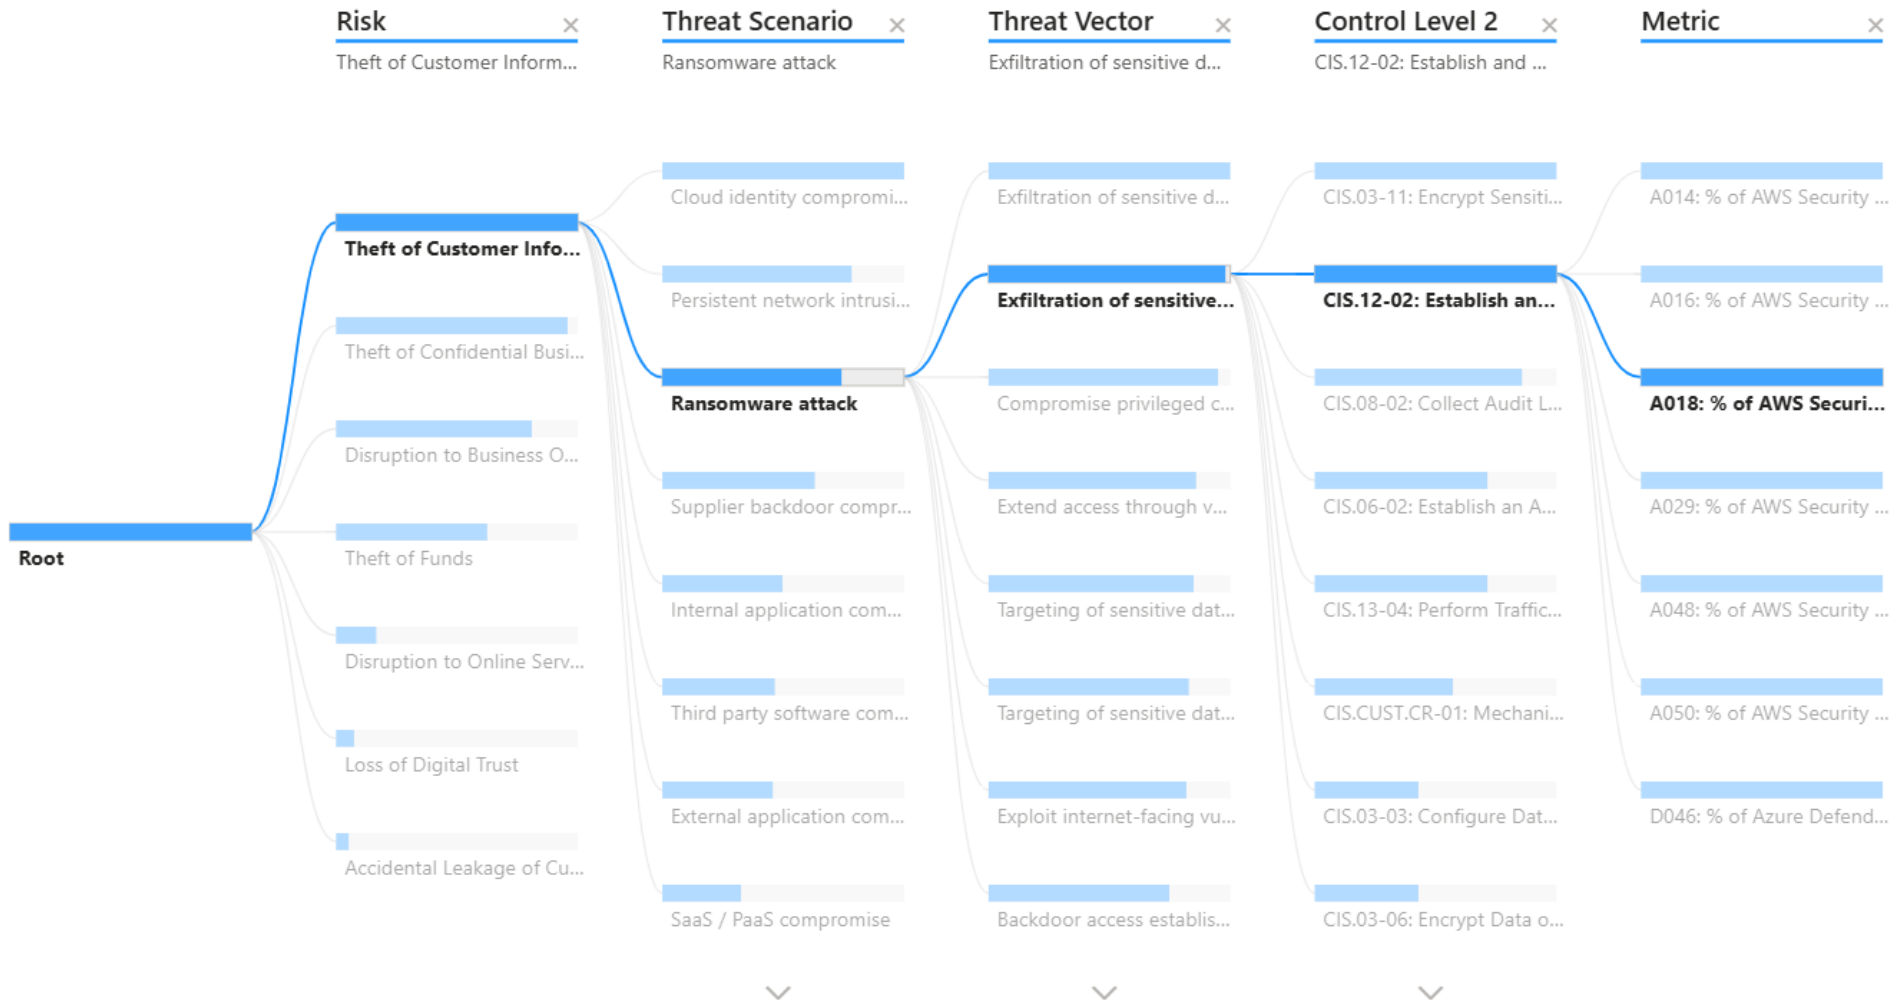 Risk
Theft of Customer Inform...
Threat Scenario
Ransomware attack
Threat Vector
Exfiltration of sensitive d...
Control Level 2
CIS.12-02: Establish and ...
Metric
Root
Theft of Customer Info...
Theft of Confidential Busi...
Disruption to Business O...
Theft of Funds
Disruption to Online Serv...
Loss of Digital Trust
Accidental Leakage of Cu...
Cloud identity compromi...
Persistent network intrusi...
Ransomware attack
Supplier backdoor compr...
Internal application com...
Third party software com...
External application com...
SaaS / PaaS compromise
Exfiltration of sensitive d...
Exfiltration of sensitive...
Compromise privileged c...
Extend access through v...
Targeting of sensitive dat...
Targeting of sensitive dat...
Exploit internet-facing vu...
Backdoor access establis...
CIS.03-11: Encrypt Sensiti...
CIS.12-02: Establish an...
CIS.08-02: Collect Audit L...
CIS.06-02: Establish an A...
CIS.13-04: Perform Traffic...
CIS.CUST.CR-01: Mechani...
CIS.03-03: Configure Dat...
CIS.03-06: Encrypt Data o...
A014: % of AWS Security ...
A016: % of AWS Security ...
A018: % of AWS Securi...
A029: % of AWS Security ...
A048: % of AWS Security ...
A050: % of AWS Security ...
D046: % of Azure Defend...